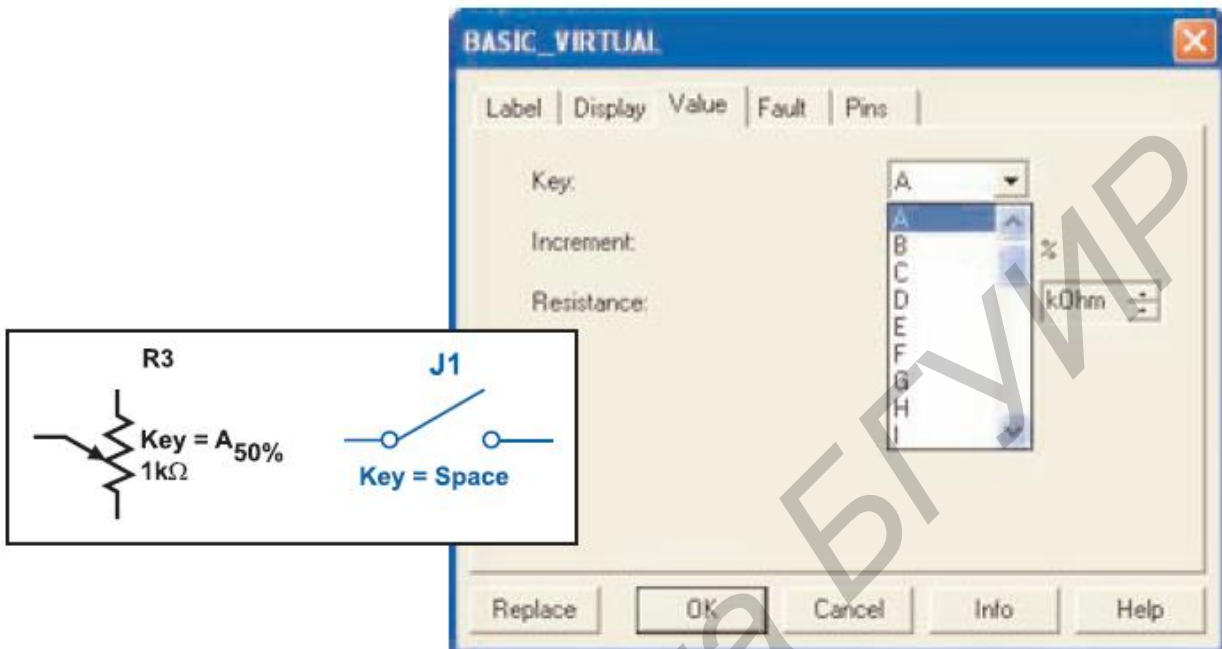 BASIC_VIRTUAL
Label Display Value Fault Pins
Key: A
A
B
C
D
E
F
G
H
I
Increment: %
Resistance: kOhm
R3
Key = A 50%
1kΩ
J1
Key = Space
Replace OK Cancel Info Help
БГУИР